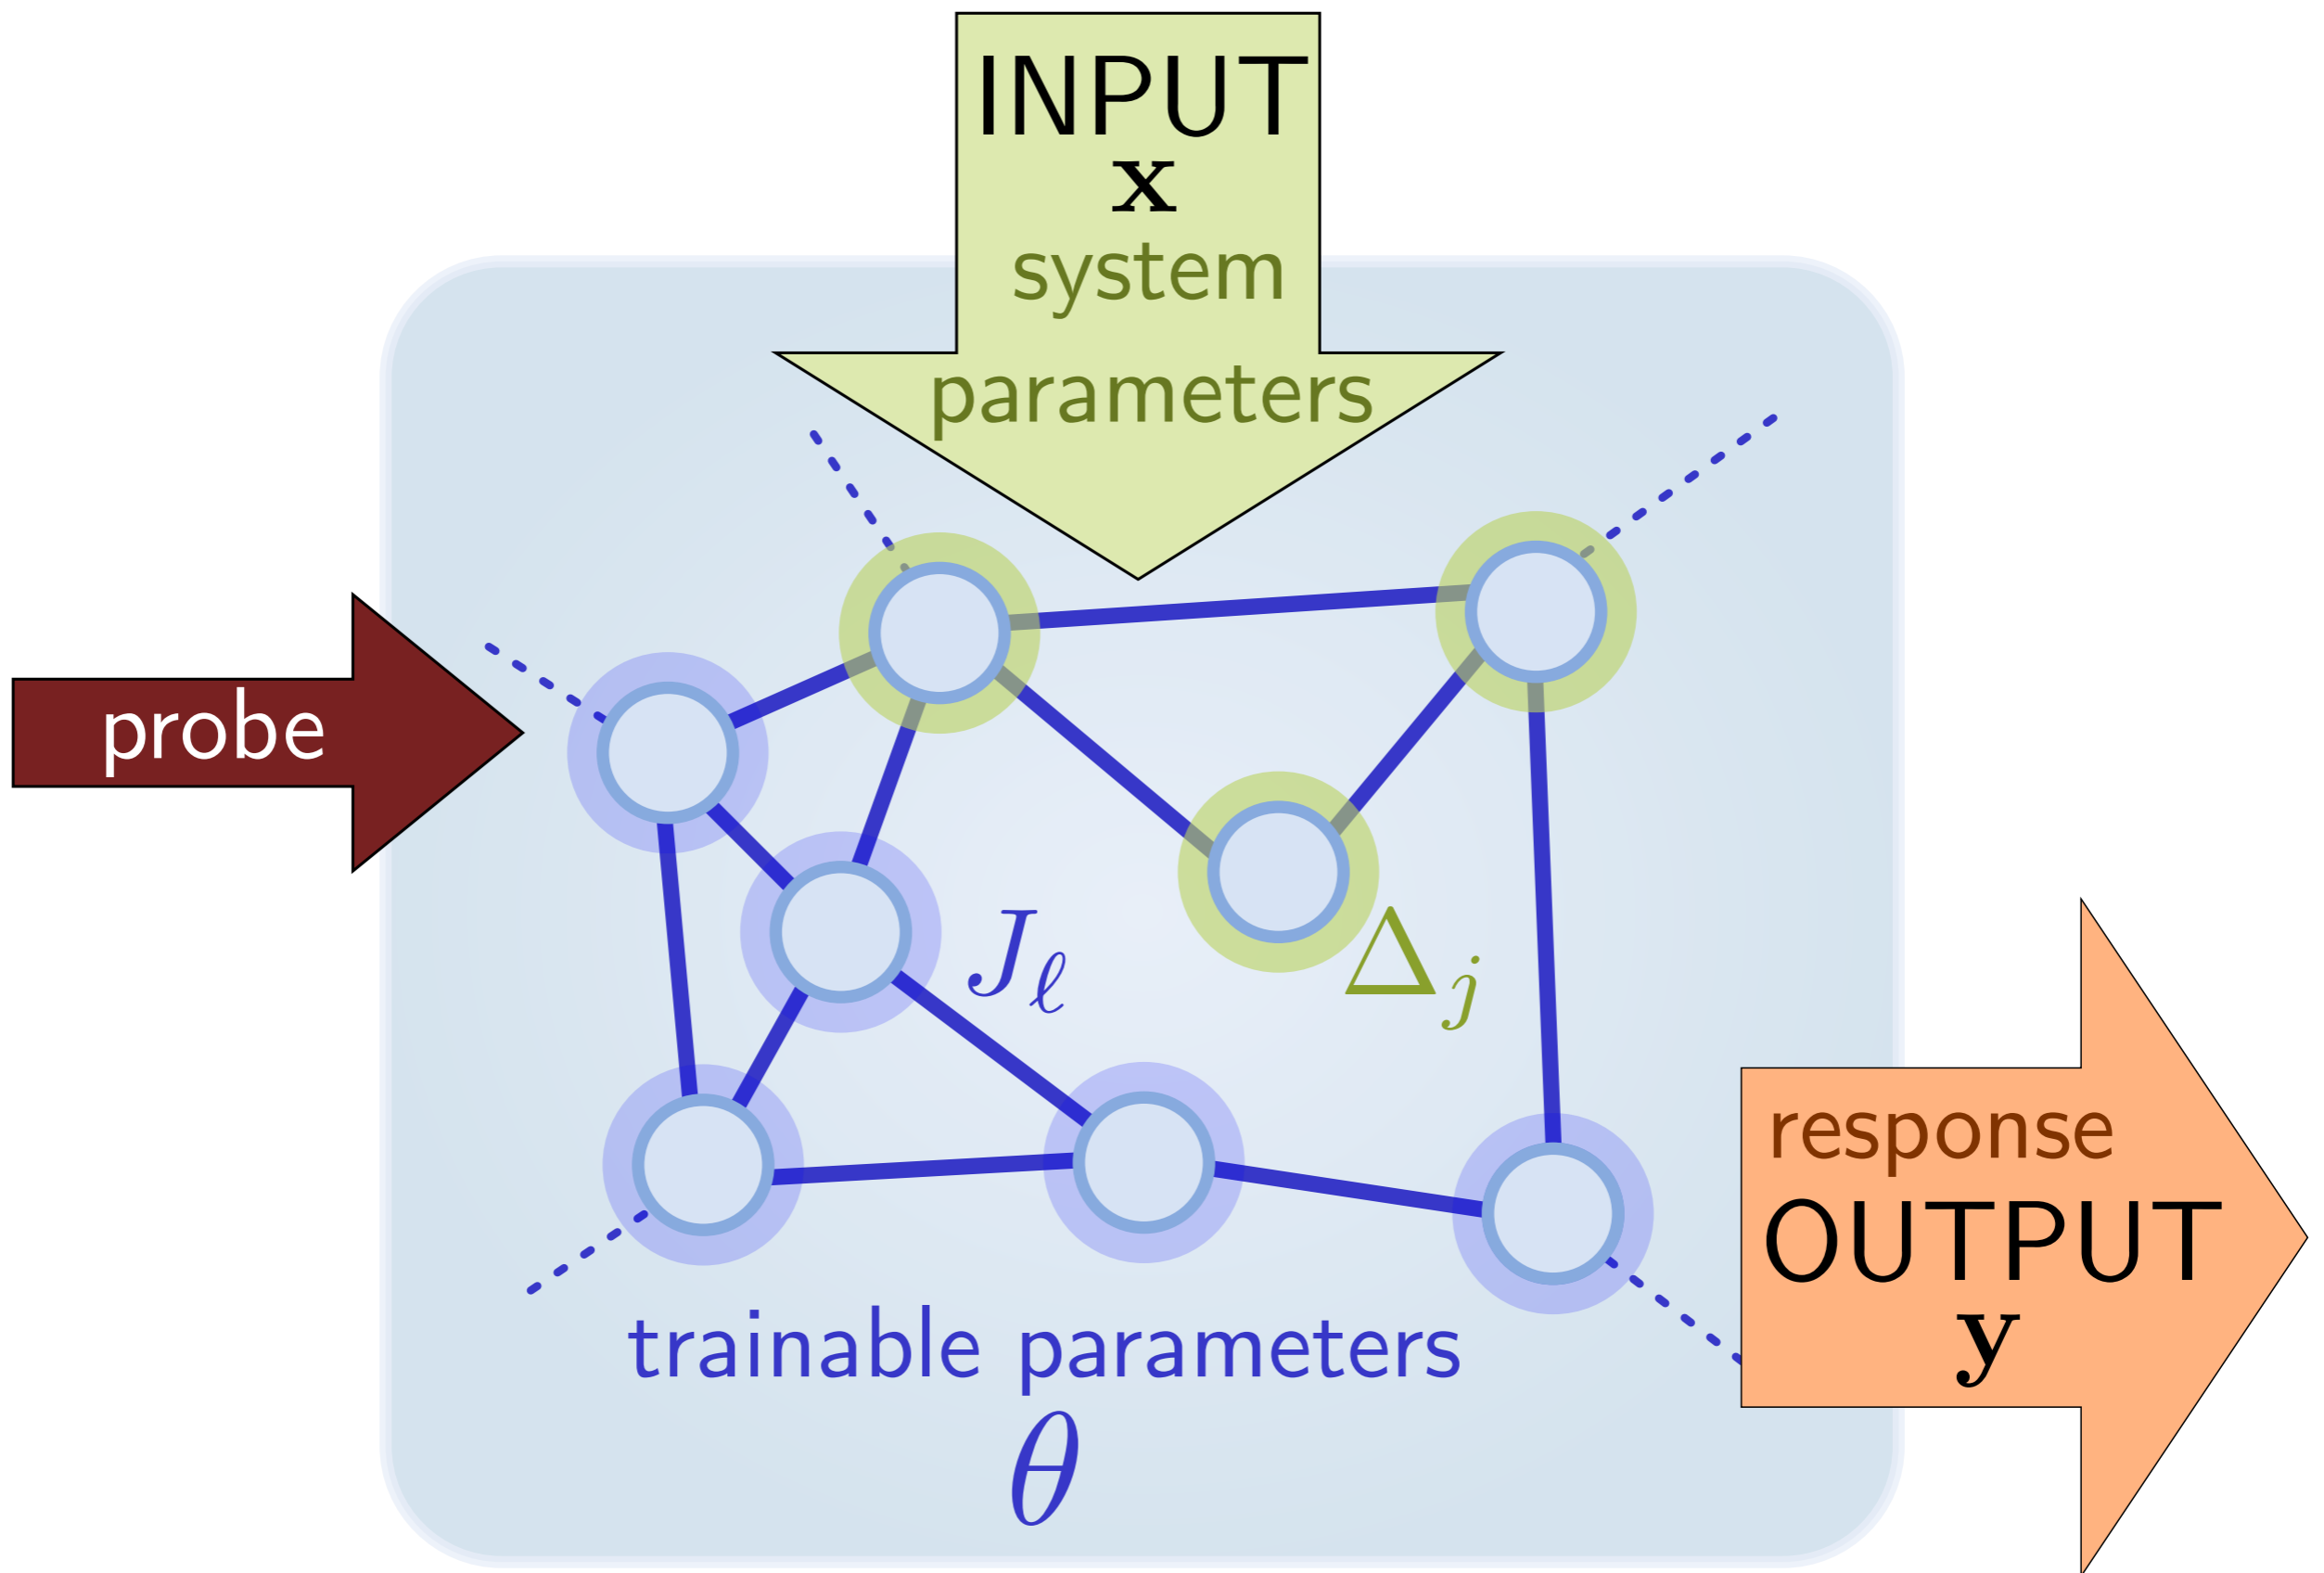 INPUT
x
system
parameters
probe
J_ℓ
Δ_j
response
OUTPUT
y
trainable parameters
θ